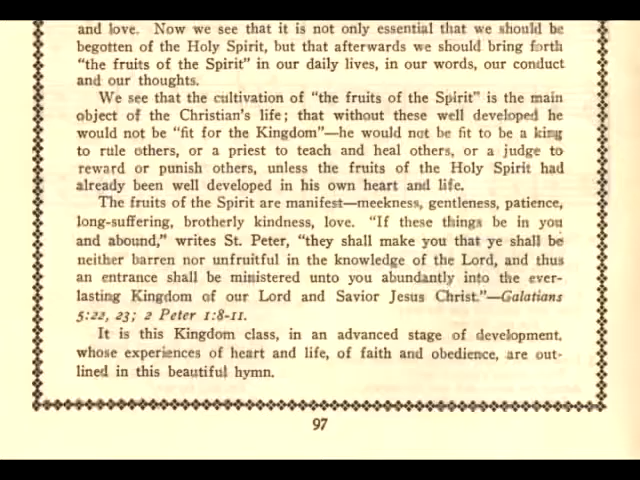 and love. Now we see that it is not only essential that we should be
begotten of the Holy Spirit, but that afterwards we should bring forth
"the fruits of the Spirit" in our daily lives, in our words, our conduct
and our thoughts.
We see that the cultivation of "the fruits of the Spirit" is the main
object of the Christian's life; that without these well developed he
would not be "fit for the Kingdom"—he would not be fit to be a king
to rule others, or a priest to teach and heal others, or a judge to
reward or punish others, unless the fruits of the Holy Spirit had
already been well developed in his own heart and life.
The fruits of the Spirit are manifest—meekness, gentleness, patience,
long-suffering, brotherly kindness, love. "If these things be in you
and abound," writes St. Peter, "they shall make you that ye shall be
neither barren nor unfruitful in the knowledge of the Lord, and thus
an entrance shall be ministered unto you abundantly into the ever-
lasting Kingdom of our Lord and Savior Jesus Christ."—Galatians
5:22, 23; 2 Peter 1:8-11.
It is this Kingdom class, in an advanced stage of development,
whose experiences of heart and life, of faith and obedience, are out-
lined in this beautiful hymn.
97